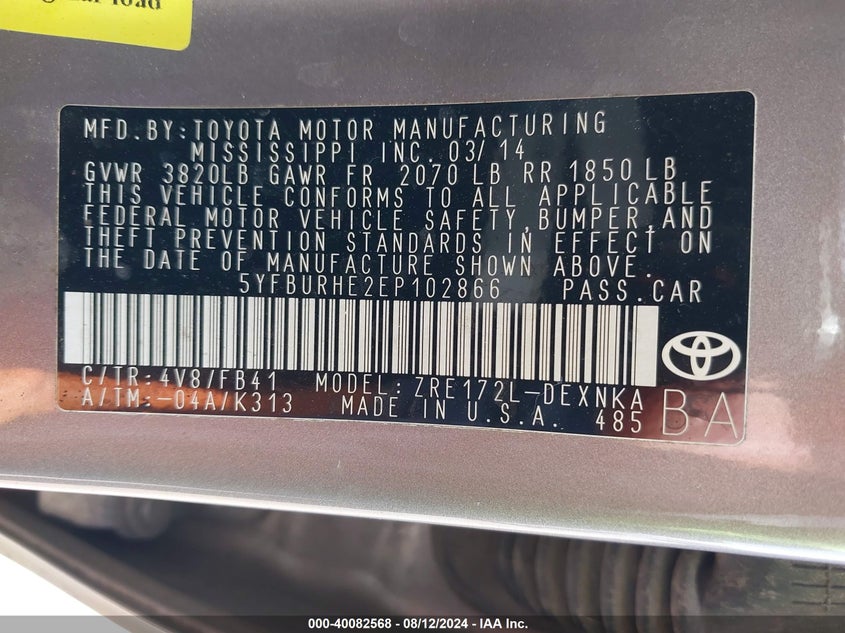 load
MFD.BY:TOYOTA MOTOR MANUFACTURING
MISSISSIPPI INC. 03/14
GVWR 3820LB GAWR FR 2070 LB RR 1850 LB
THIS VEHICLE CONFORMS TO ALL APPLICABLE
FEDERAL MOTOR VEHICLE SAFETY,BUMPER,AND
THEFT PREVENTION STANDARDS IN EFFECT ON
THE DATE OF MANUFACTURE SHOWN ABOVE.
5YFBURHE2EP102866 PASS.CAR
C/TR:4V8/FB41 MODEL:ZRE172L-DEXNKA
A/TM:-04A/K313 MADE IN U.S.A. 485 BA
000-40082568 - 08/12/2024 - IAA Inc.